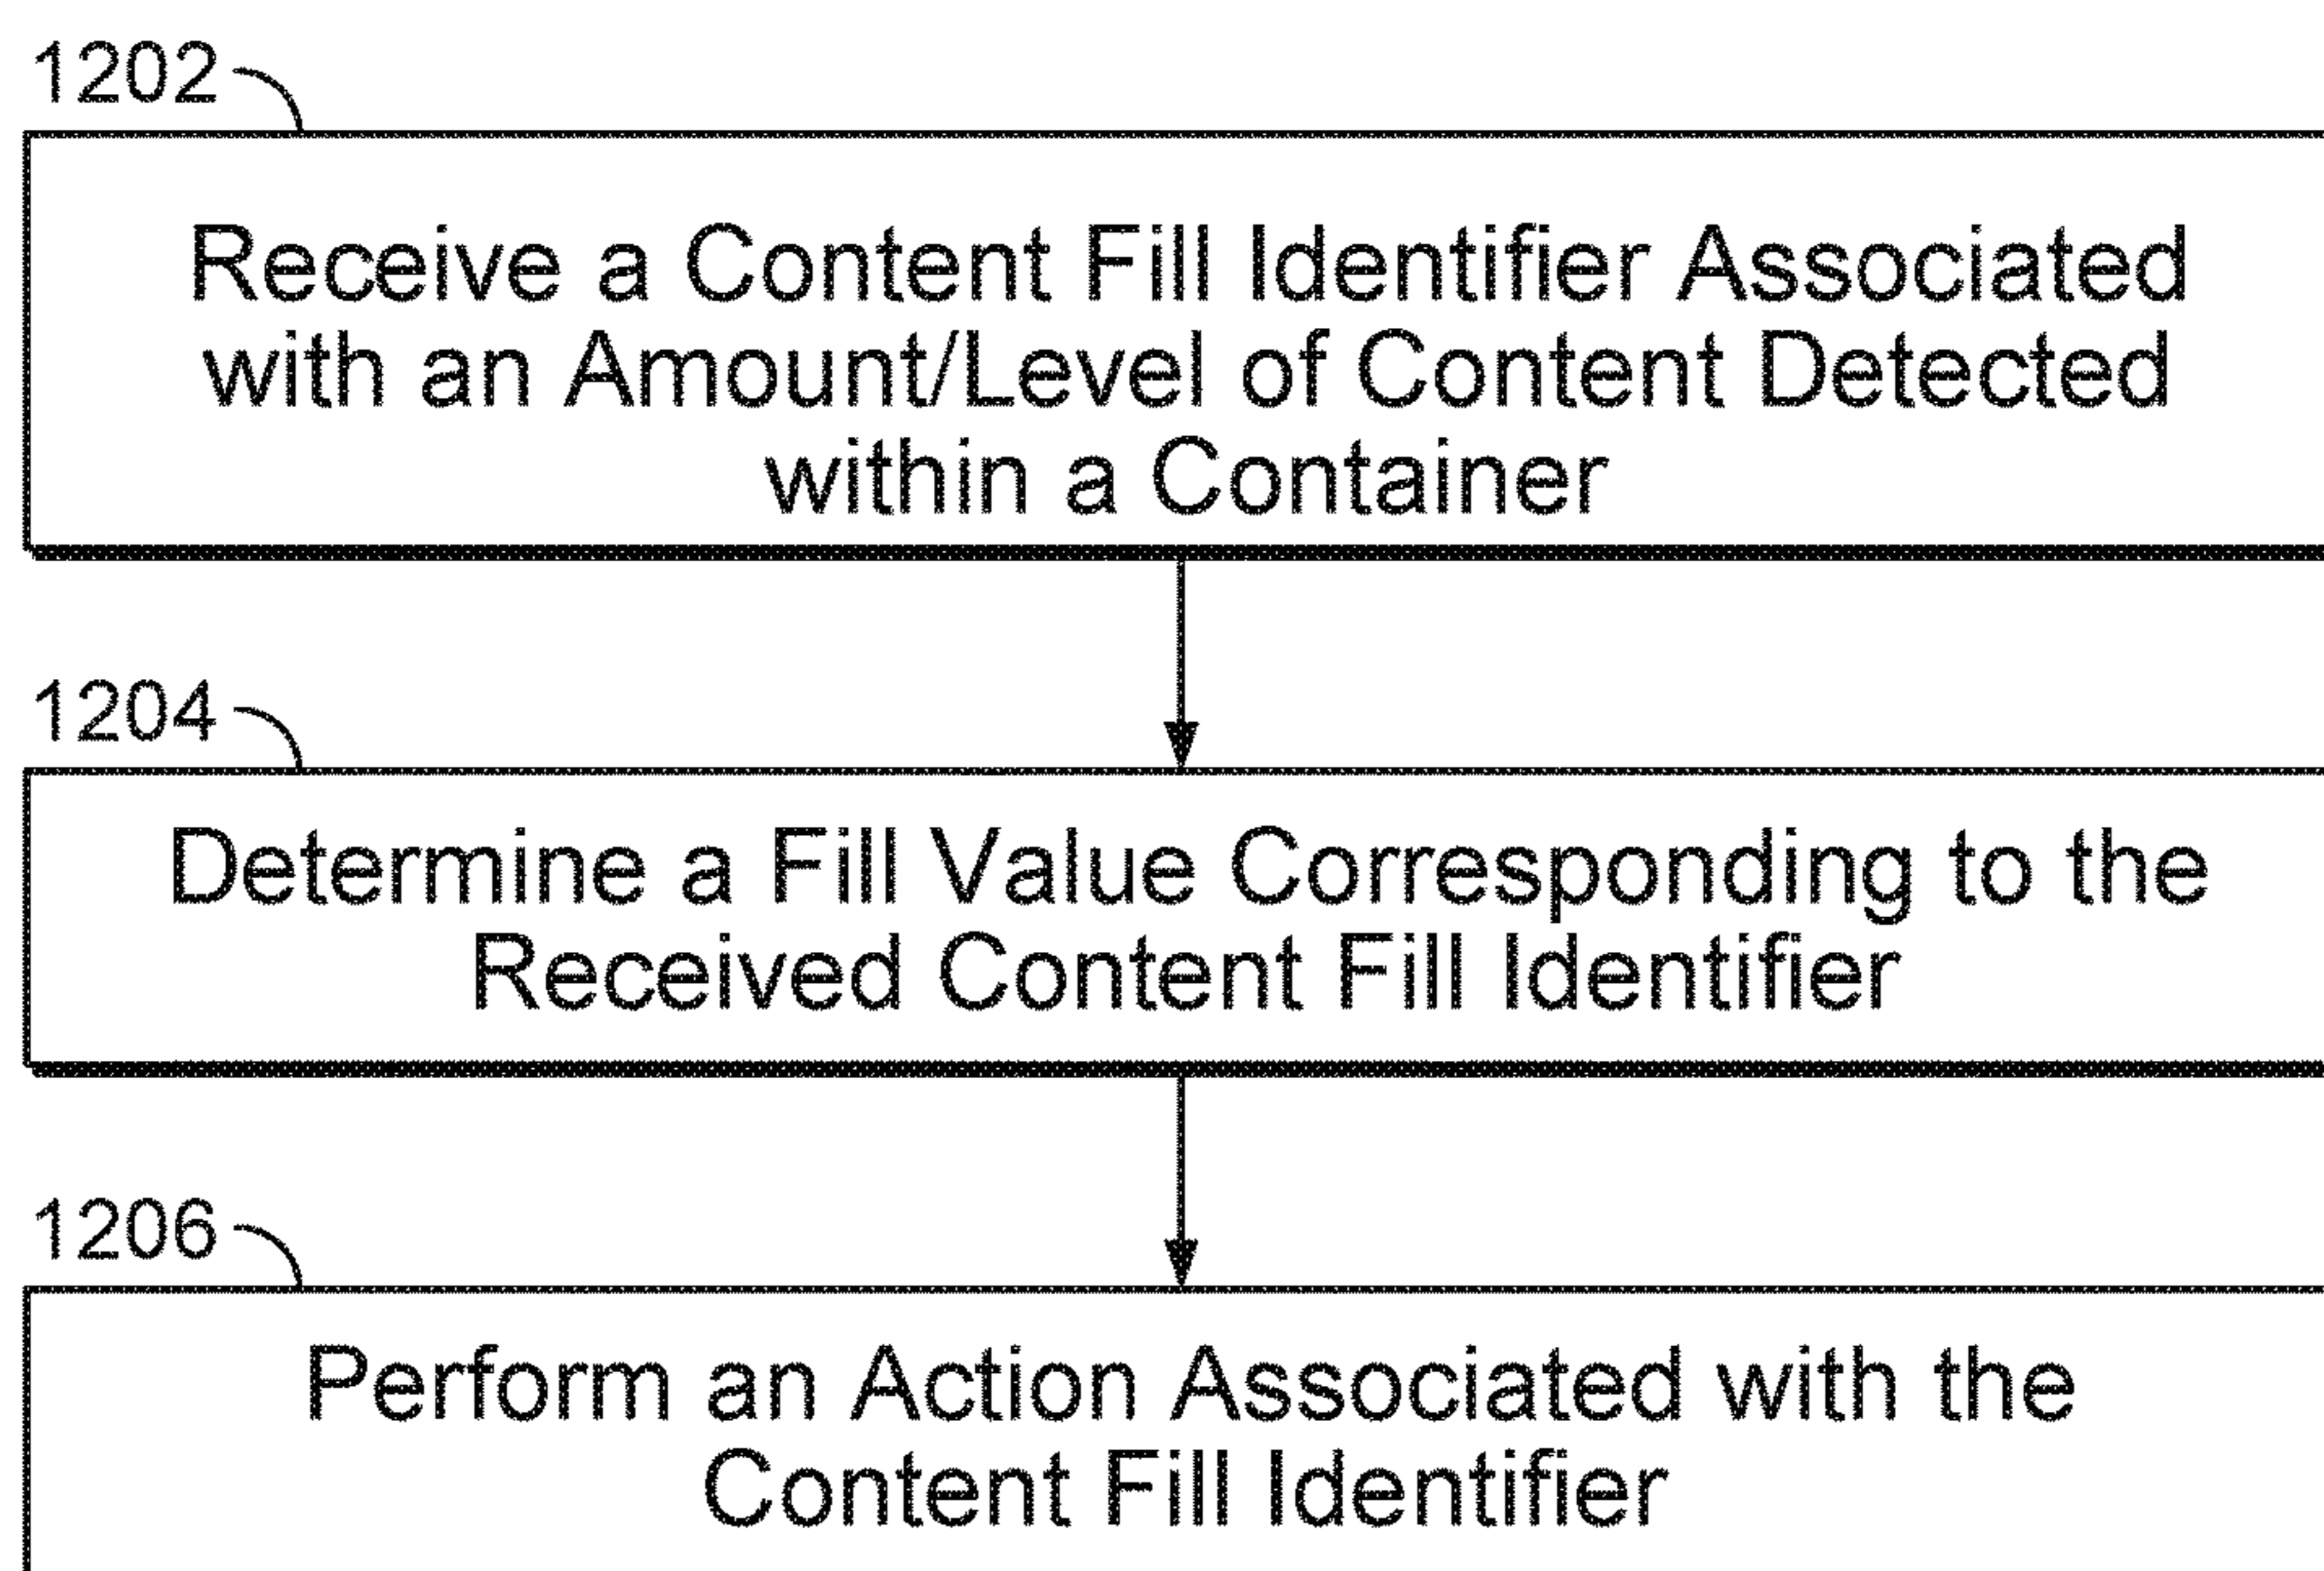 1202
Receive a Content Fill Identifier Associated
with an Amount/Level of Content Detected
within a Container
1204
Determine a Fill Value Corresponding to the
Received Content Fill Identifier
1206
Perform an Action Associated with the
Content Fill Identifier